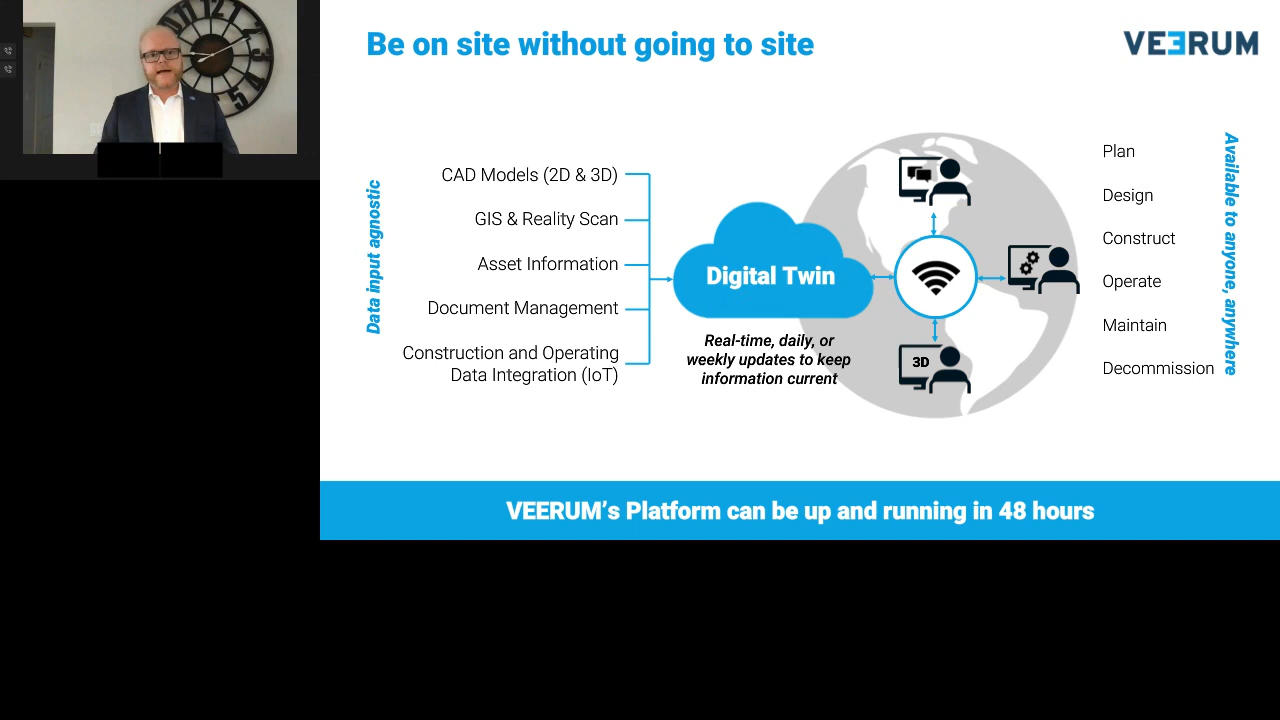 Be on site without going to site
VEERUM
Data input agnostic
CAD Models (2D & 3D)
GIS & Reality Scan
Asset Information
Document Management
Construction and Operating
Data Integration (IoT)
Digital Twin
Real-time, daily, or
weekly updates to keep
information current
3D
Plan
Design
Construct
Operate
Maintain
Decommission
Available to anyone, anywhere
VEERUM’s Platform can be up and running in 48 hours